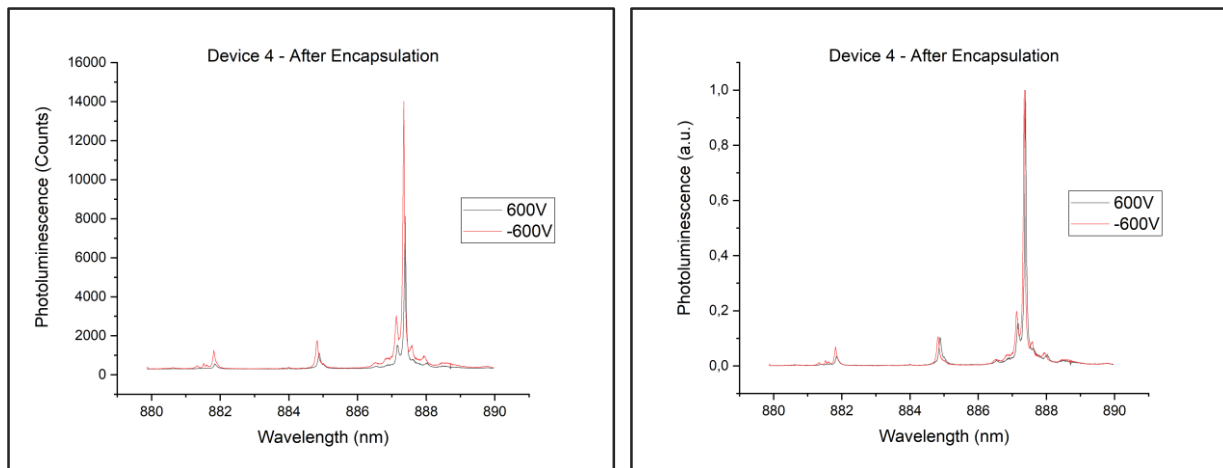 Device 4 - After Encapsulation
16000
14000
12000
10000
8000
6000
4000
2000
0
Photoluminescence (Counts)
600V
-600V
880 882 884 886 888 890
Wavelength (nm)
Device 4 - After Encapsulation
1,0
0,8
0,6
0,4
0,2
0,0
Photoluminescence (a.u.)
600V
-600V
880 882 884 886 888 890
Wavelength (nm)